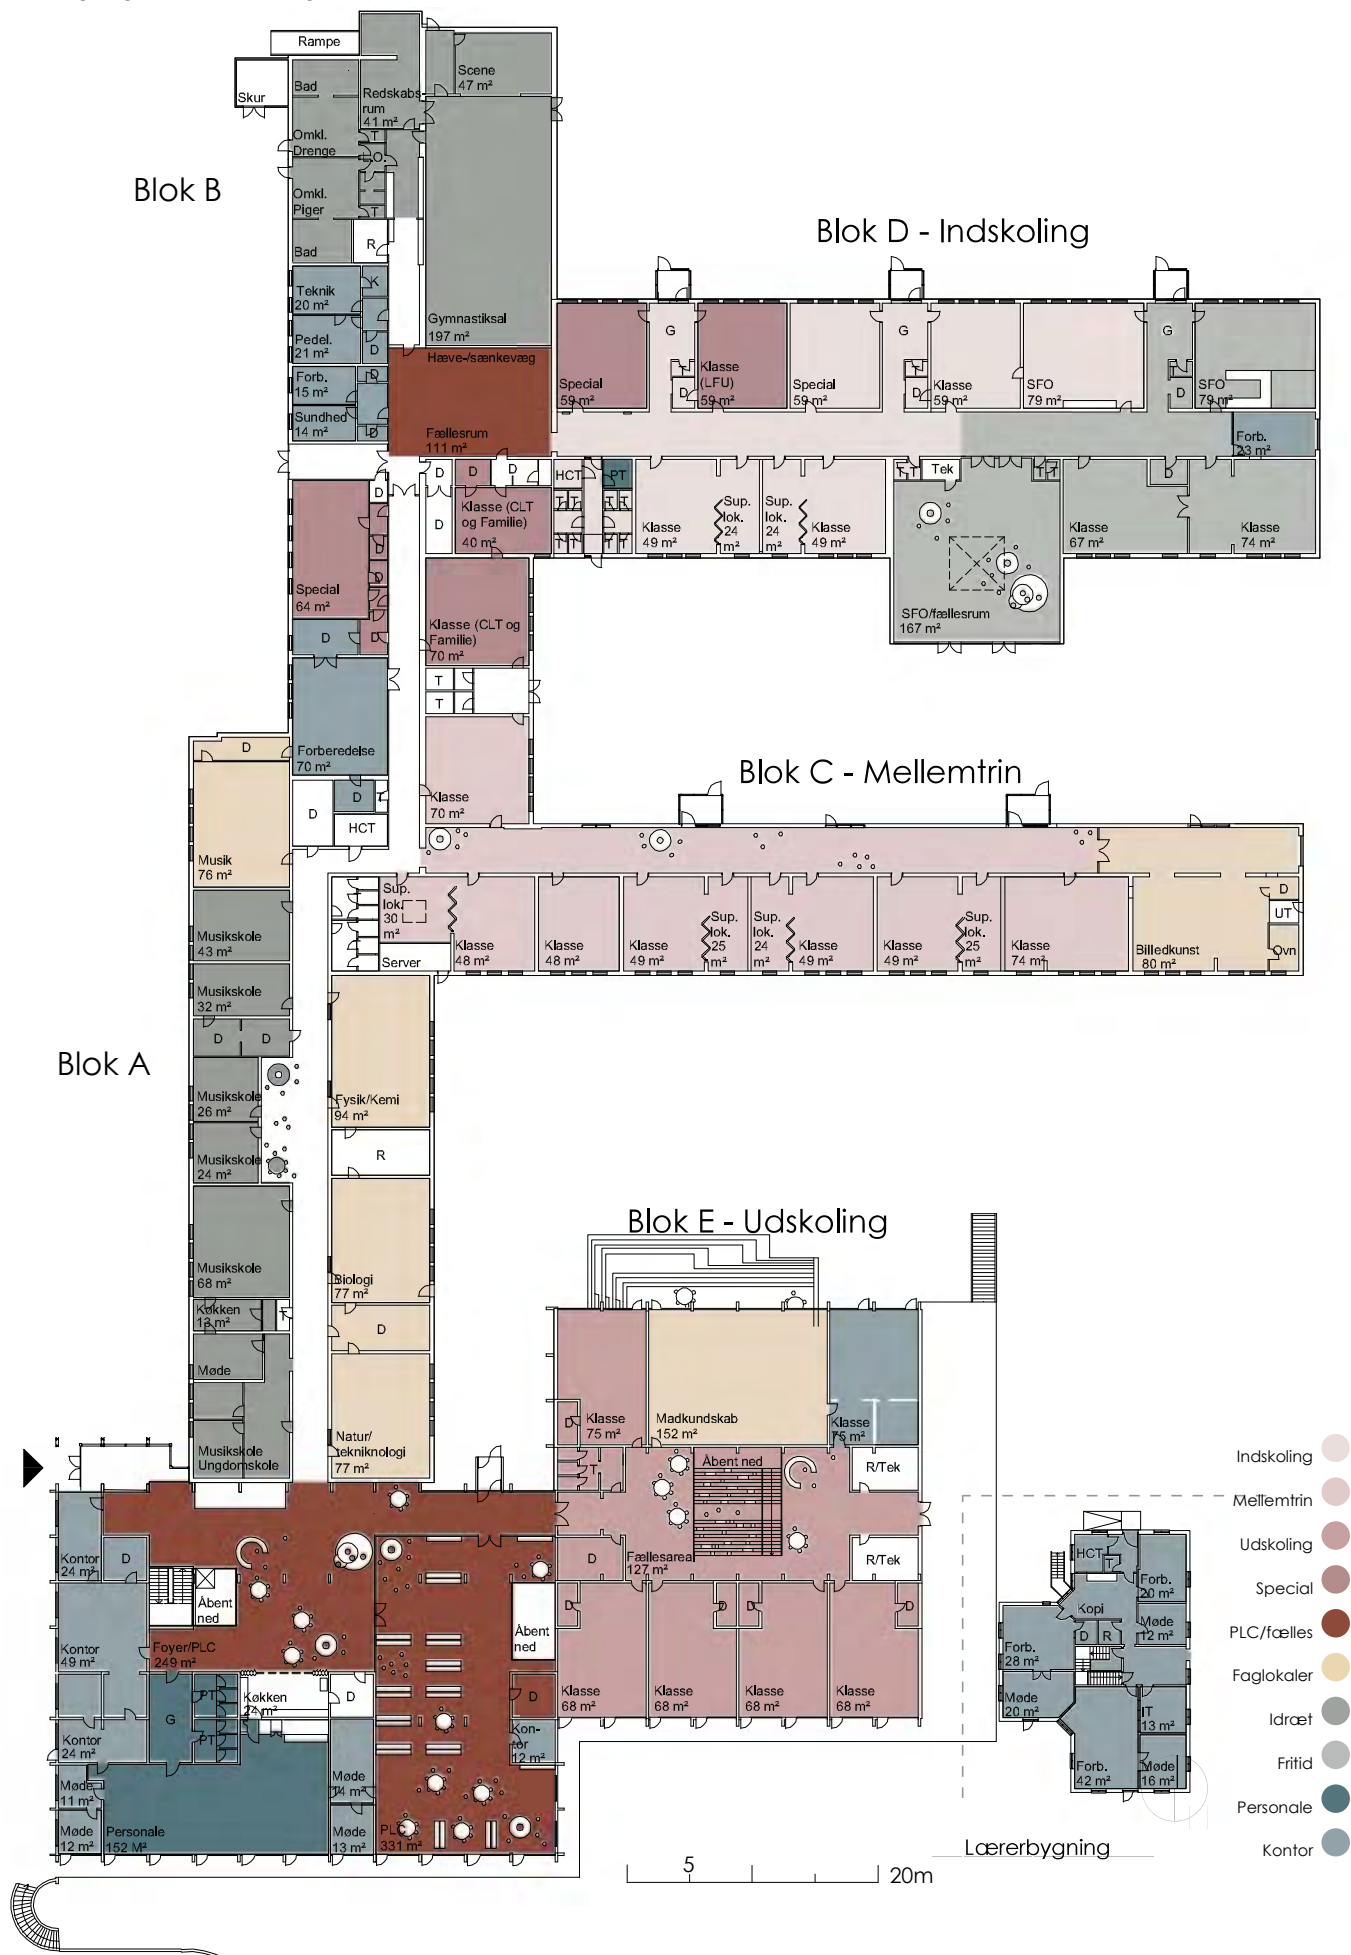 Rampe
Skur
Bad
Redskabs-
rum
41 m²
Scene
47 m²
Omkl.
Drenge
T
O.
Omkl.
Piger
T
Bad
R
Blok B
Teknik
20 m²
K
Pedel.
21 m²
D
Forb.
15 m²
D
Sundhed
14 m²
D
Gymnastiksal
197 m²
Hæve-/sænkevæg
Fællesrum
111 m²
Blok D - Indskoling
Special
59 m²
G
T
D
Klasse
(LFU)
59 m²
Special
59 m²
G
T
D
Klasse
59 m²
SFO
79 m²
G
D
SFO
79 m²
Forb.
23 m²
D
D
D
D
Klasse (CLT
og Familie)
40 m²
HCT
PT
T
T
T
T
T
T
T
T
Klasse
49 m²
Sup.
lok.
24
m²
Sup.
lok.
24
m²
Klasse
49 m²
T
T
Tek
T
T
SFO/fællesrum
167 m²
Klasse
67 m²
D
Klasse
74 m²
D
D
D
Special
64 m²
D
D
Klasse (CLT og
Familie)
70 m²
T
T
Forberedelse
70 m²
D
Musik
76 m²
D
D
T
HCT
Klasse
70 m²
Blok C - Mellemtrin
Sup.
lok.
30
m²
Server
Klasse
48 m²
Klasse
48 m²
Klasse
49 m²
Sup.
lok.
25
m²
Sup.
lok.
24
m²
Klasse
49 m²
Klasse
49 m²
Sup.
lok.
25
m²
Klasse
74 m²
Billedkunst
80 m²
D
UT
Ovn
Blok A
Musikskole
43 m²
Musikskole
32 m²
D
D
Musikskole
26 m²
Musikskole
24 m²
Musikskole
68 m²
Køkken
13 m²
T
Møde
Musikskole
Ungdomskole
Fysik/Kemi
94 m²
R
Biologi
77 m²
D
Natur/
tekniknologi
77 m²
Blok E - Udskoling
D
Klasse
75 m²
Madkundskab
152 m²
Klasse
75 m²
T
Åbent ned
R/Tek
D
Fællesareal
127 m²
R/Tek
D
Klasse
68 m²
D
Klasse
68 m²
D
Klasse
68 m²
D
Klasse
68 m²
Kontor
24 m²
D
Åbent
ned
Kontor
49 m²
Foyer/PLC
249 m²
Åbent
ned
Kontor
24 m²
G
PT
PT
Køkken
24 m²
D
D
Kon-
tor
12 m²
Møde
11 m²
Møde
12 m²
Personale
152 M²
Møde
14 m²
Møde
13 m²
PLC
331 m²
5
20m
Indskoling
Mellemtrin
Udskoling
Special
PLC/fælles
Faglokaler
Idræt
Fritid
Personale
Kontor
HCT
T
Forb.
20 m²
Kopi
Møde
12 m²
D
R
Forb.
28 m²
Møde
20 m²
IT
13 m²
Forb.
42 m²
Møde
16 m²
Lærerbygning